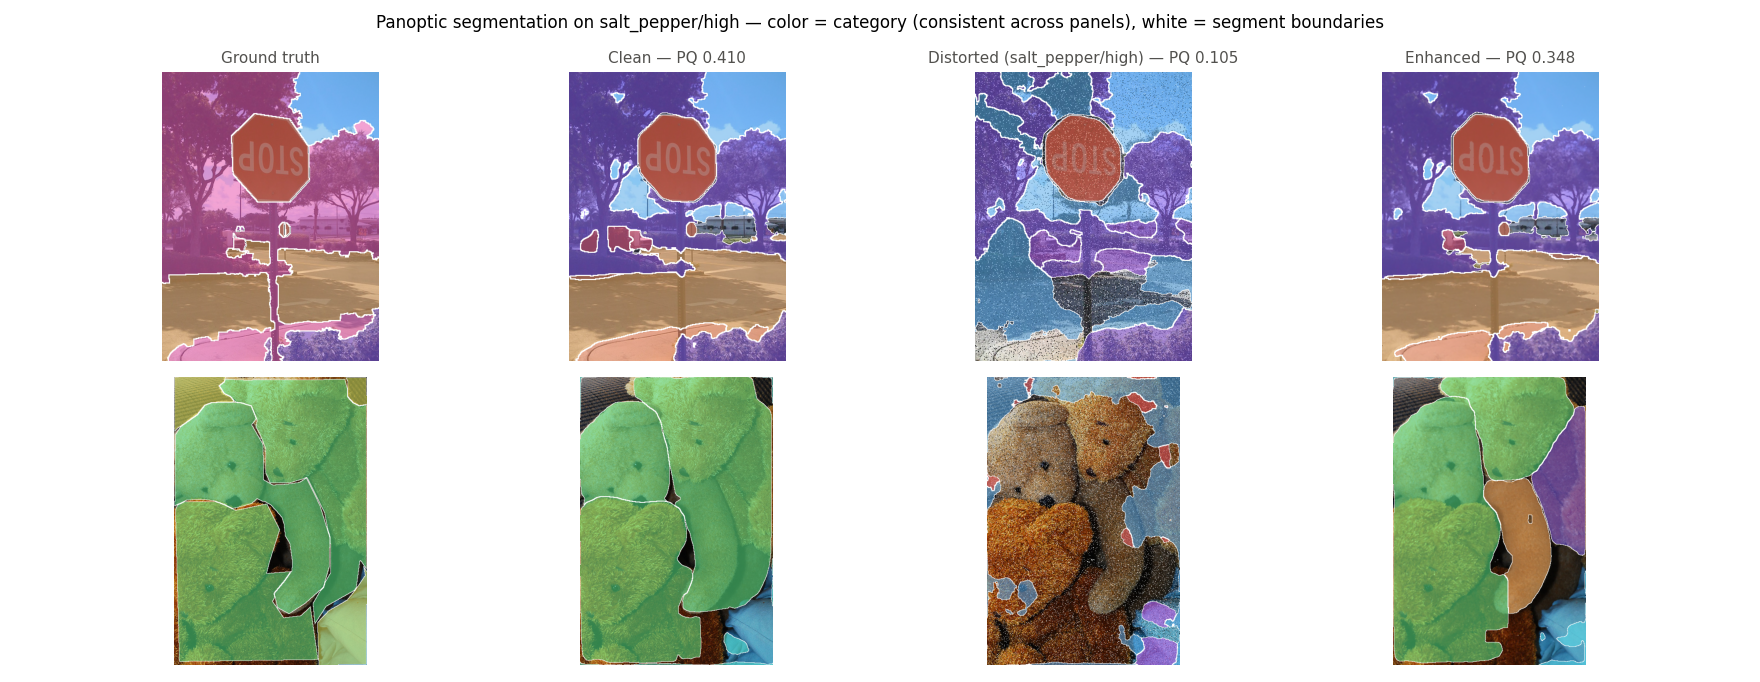 Panoptic segmentation on salt_pepper/high — color = category (consistent across panels), white = segment boundaries
Ground truth
Clean — PQ 0.410
Distorted (salt_pepper/high) — PQ 0.105
Enhanced — PQ 0.348
STOP
STOP
STOP
STOP